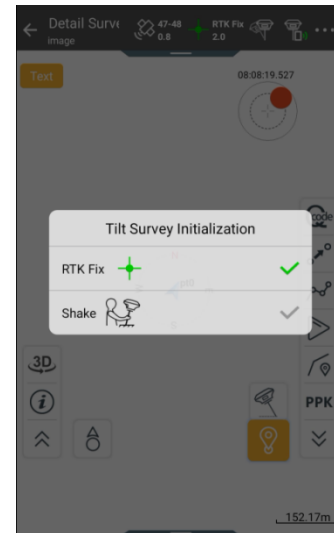 Detail Surve
image
47-48
0.8
RTK Fix
2.0
Text
08:08:19.527
Tilt Survey Initialization
RTK Fix
Shake
3D
PPK
152.17m